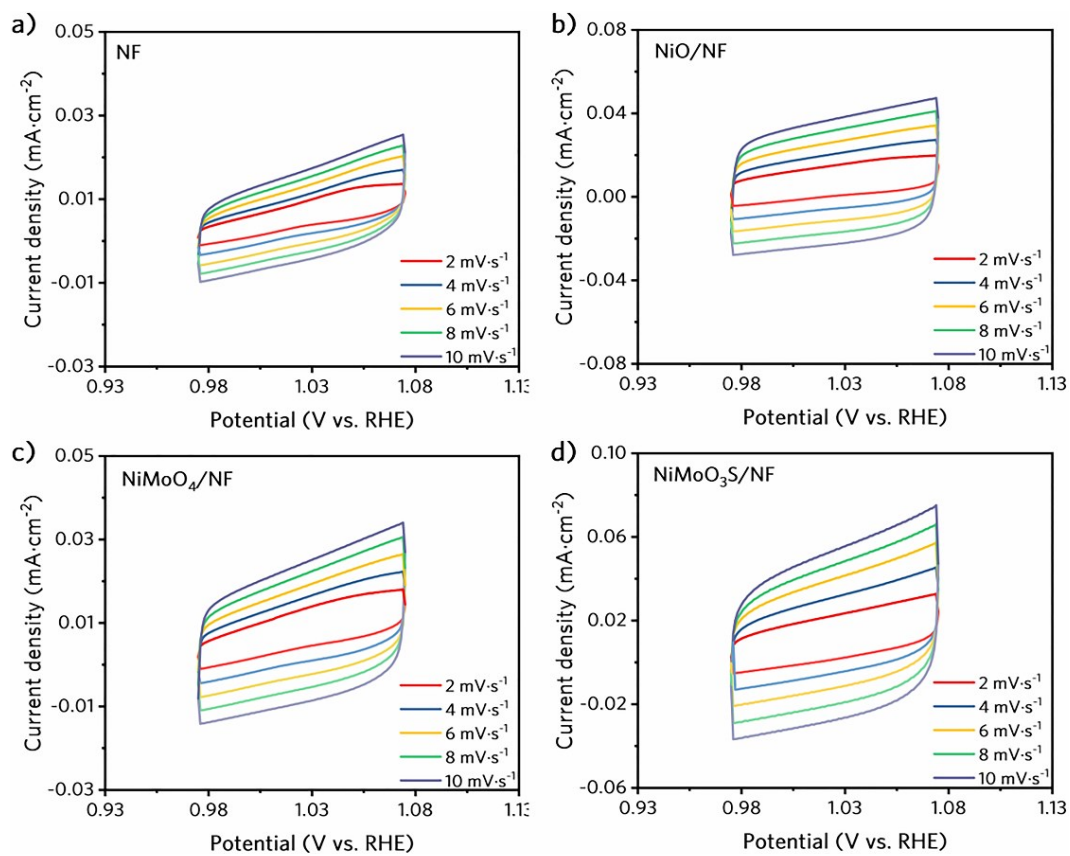 a)
NF
Current density (mA·cm⁻²)
0.05
0.03
0.01
-0.01
-0.03
2 mV·s⁻¹
4 mV·s⁻¹
6 mV·s⁻¹
8 mV·s⁻¹
10 mV·s⁻¹
0.93
0.98
1.03
1.08
1.13
Potential (V vs. RHE)
b)
NiO/NF
Current density (mA·cm⁻²)
0.08
0.04
0.00
-0.04
-0.08
2 mV·s⁻¹
4 mV·s⁻¹
6 mV·s⁻¹
8 mV·s⁻¹
10 mV·s⁻¹
0.93
0.98
1.03
1.08
1.13
Potential (V vs. RHE)
c)
NiMoO₄/NF
Current density (mA·cm⁻²)
0.05
0.03
0.01
-0.01
-0.03
2 mV·s⁻¹
4 mV·s⁻¹
6 mV·s⁻¹
8 mV·s⁻¹
10 mV·s⁻¹
0.93
0.98
1.03
1.08
1.13
Potential (V vs. RHE)
d)
NiMoO₃S/NF
Current density (mA·cm⁻²)
0.10
0.06
0.02
-0.02
-0.06
2 mV·s⁻¹
4 mV·s⁻¹
6 mV·s⁻¹
8 mV·s⁻¹
10 mV·s⁻¹
0.93
0.98
1.03
1.08
1.13
Potential (V vs. RHE)